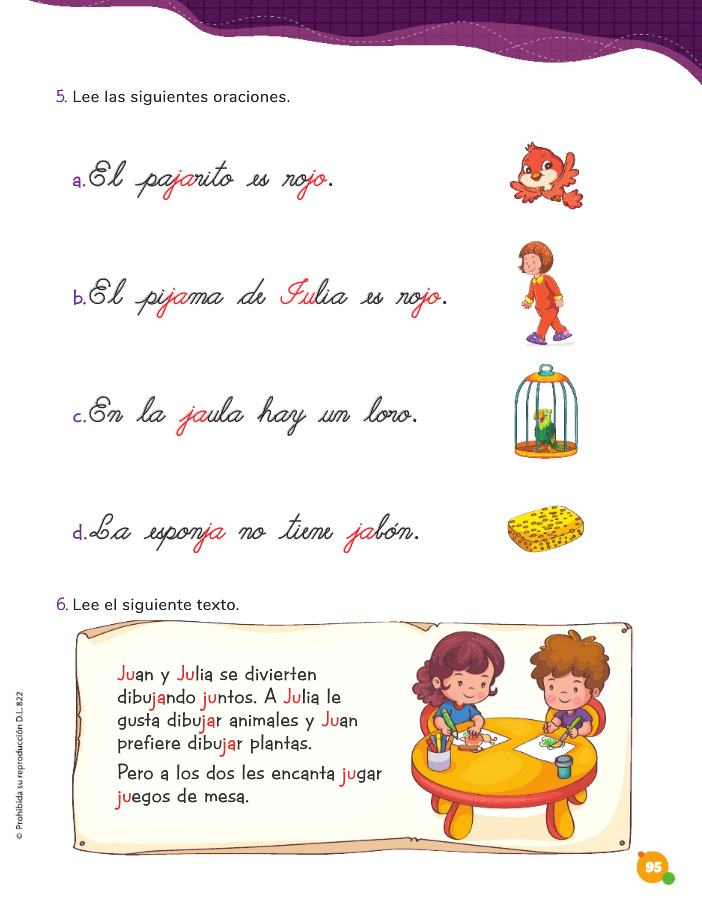 5. Lee las siguientes oraciones.
a. El pajarito es rojo.
b. El pijama de Julia es rojo.
c. En la jaula hay un loro.
d. La esponja no tiene jabón.
6. Lee el siguiente texto.
Juan y Julia se divierten
dibujando juntos. A Julia le
gusta dibujar animales y Juan
prefiere dibujar plantas.
Pero a los dos les encanta jugar
juegos de mesa.
© Prohibida su reproducción D.L.822
95